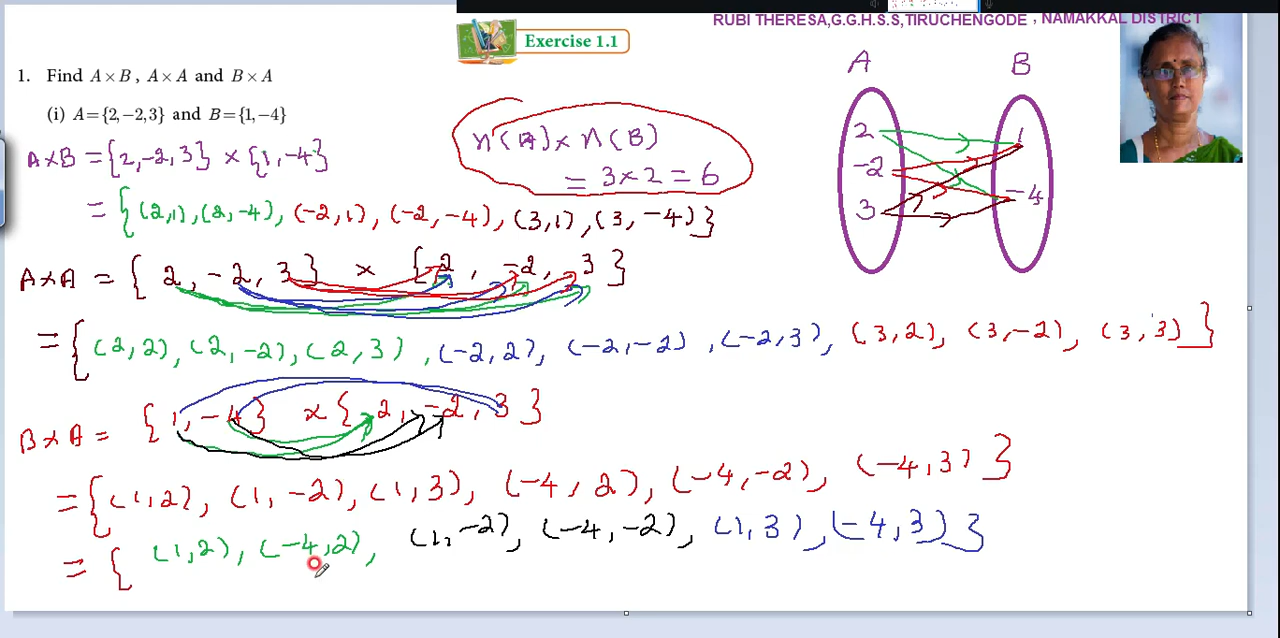 RUBI THERESA,G.G.H.S.S,TIRUCHENGODE , NAMAKKAL DISTRICT
Exercise 1.1
1. Find A × B , A × A and B × A
(i) A={2,−2,3} and B={1,−4}
A×B = {2,-2,3} × {1,-4}
= {(2,1),(2,-4), (-2,1), (-2,-4), (3,1), (3,-4)}
n(A) × n(B)
= 3×2 = 6
A B
2 1
-2
-4
3
A×A = { 2, -2, 3} × {2, -2, 3 }
= { (2,2), (2,-2), (2,3) , (-2,2), (-2,-2) , (-2,3), (3,2), (3,-2), (3,3) }
B×A = {1,-4} × { 2, -2, 3 }
= {(1,2), (1,-2), (1,3), (-4,2), (-4,-2), (-4,3) }
= { (1,2), (-4,2), (1,-2), (-4,-2), (1,3), (-4,3) }